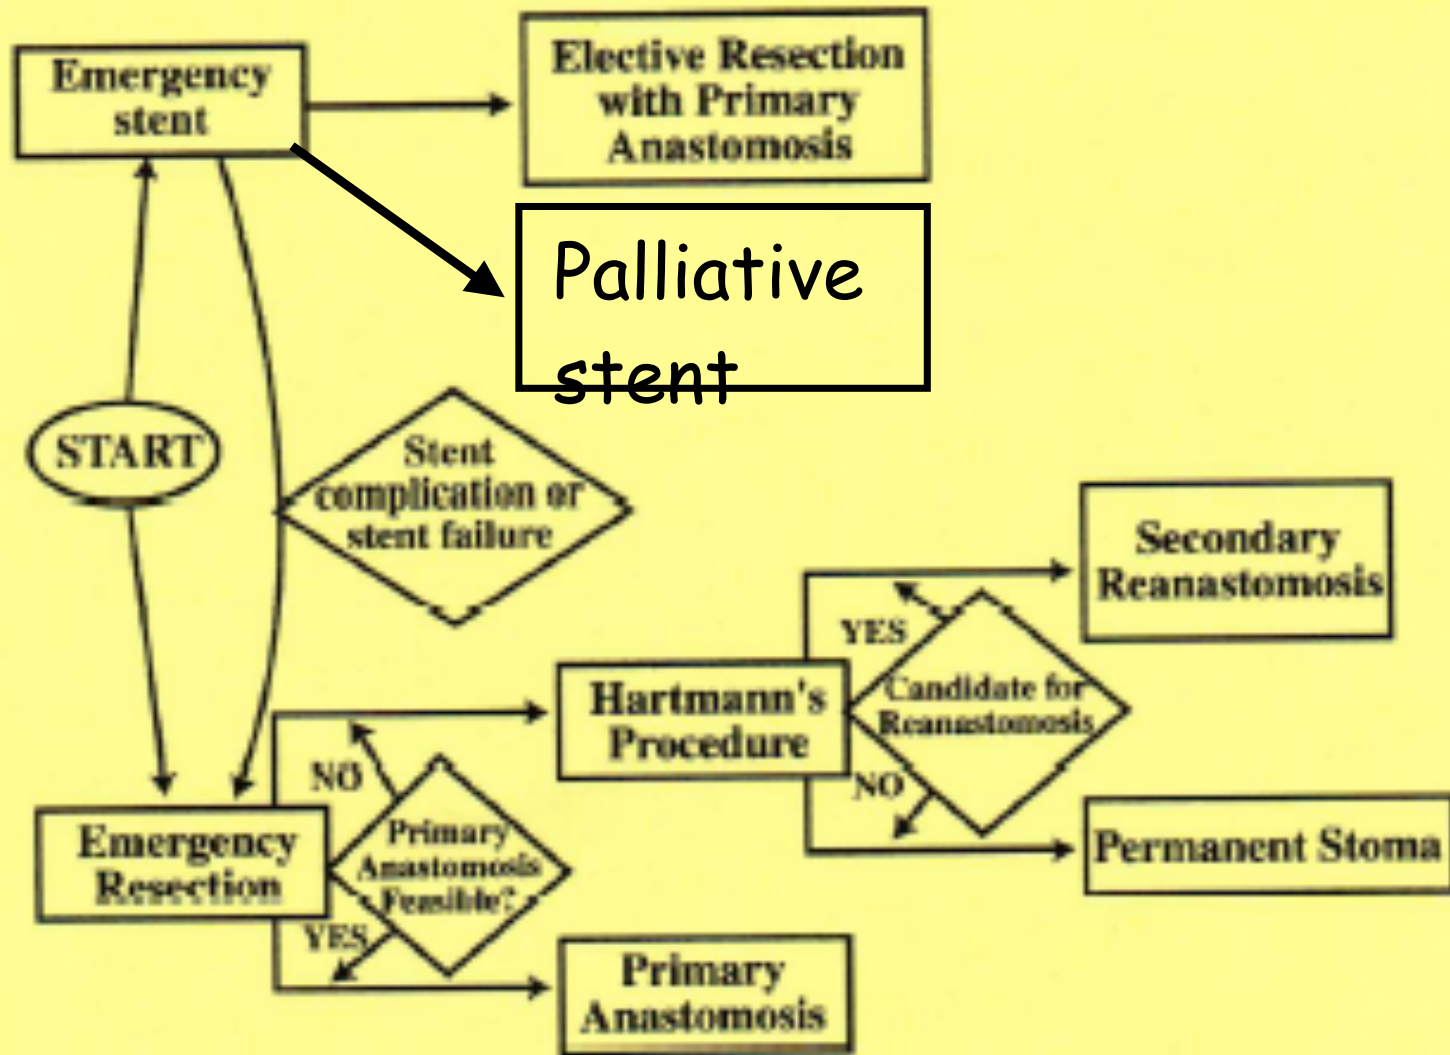 Emergency
stent
Elective Resection
with Primary
Anastomosis
Palliative
stent
START
Stent
complication or
stent failure
Secondary
Reanastomosis
YES
Candidate for
Reanastomosis
Hartmann's
Procedure
NO
NO
Permanent Stoma
Emergency
Resection
Primary
Anastomosis
Feasible?
YES
Primary
Anastomosis